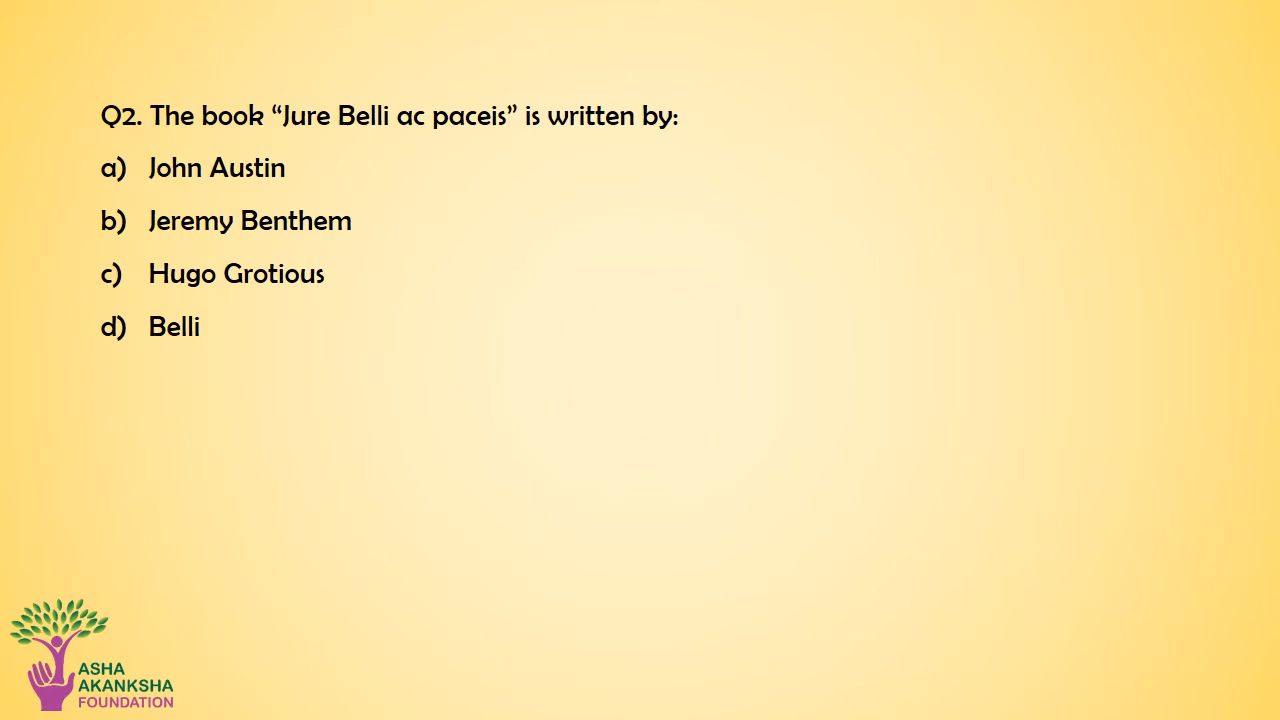 Q2. The book “Jure Belli ac paceis” is written by:
a) John Austin
b) Jeremy Benthem
c) Hugo Grotious
d) Belli
ASHA
AKANKSHA
FOUNDATION